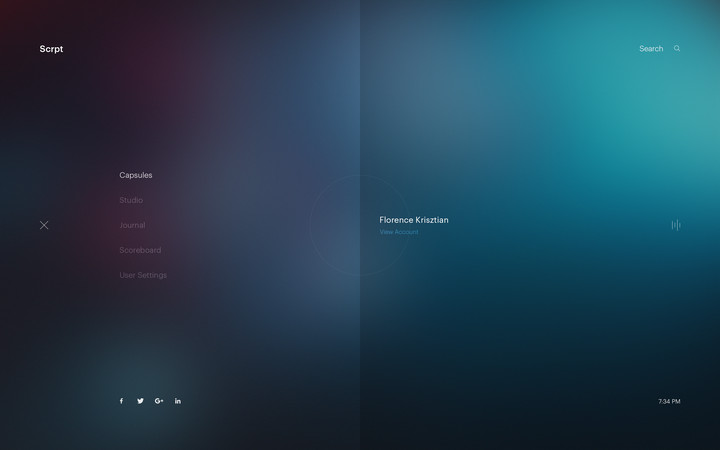 Scrpt
Search
Capsules
Studio
Journal
Scoreboard
User Settings
Florence Krisztian
View Account
f
G+
in
7:34 PM